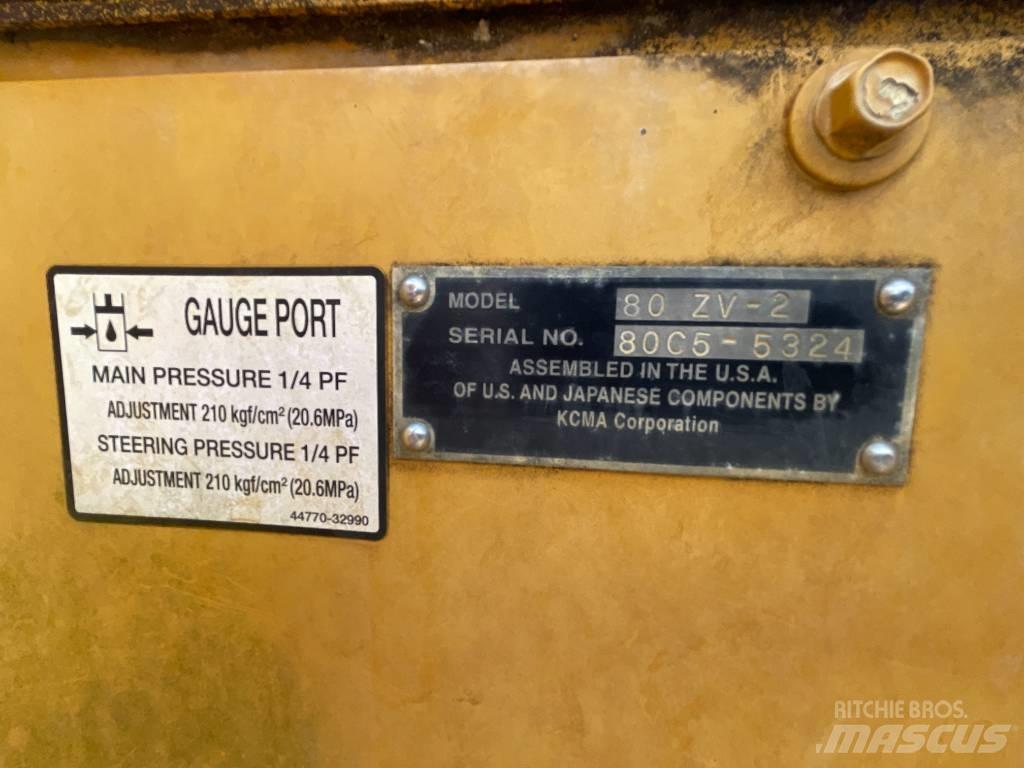 GAUGE PORT
MAIN PRESSURE 1/4 PF
ADJUSTMENT 210 kgf/cm² (20.6MPa)
STEERING PRESSURE 1/4 PF
ADJUSTMENT 210 kgf/cm² (20.6MPa)
44770-32990
MODEL 80 ZV-2
SERIAL NO. 80C5-5324
ASSEMBLED IN THE U.S.A.
OF U.S. AND JAPANESE COMPONENTS BY
KCMA Corporation
RITCHIE BROS.
MASCUS